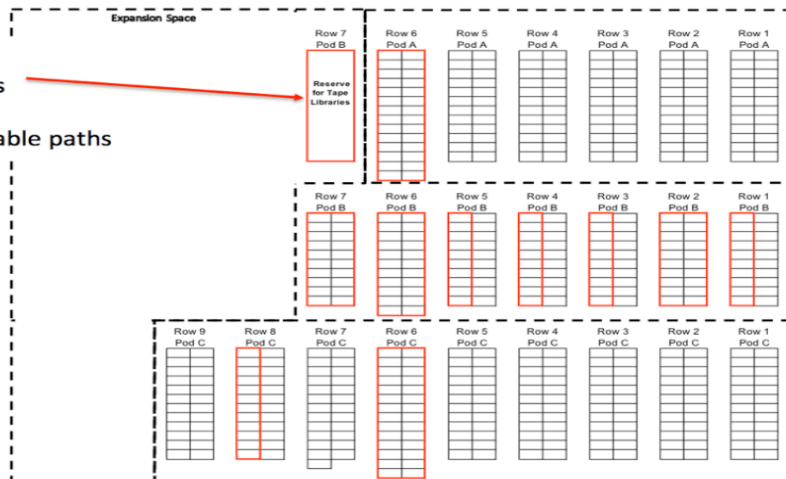 Expansion Space
Row 7 Row 6 Row 5 Row 4 Row 3 Row 2 Row 1
Pod B Pod A Pod A Pod A Pod A Pod A Pod A
Reserve
for Tape
Libraries
s
able paths
Row 7 Row 6 Row 5 Row 4 Row 3 Row 2 Row 1
Pod B Pod B Pod B Pod B Pod B Pod B Pod B
Row 9 Row 8 Row 7 Row 6 Row 5 Row 4 Row 3 Row 2 Row 1
Pod C Pod C Pod C Pod C Pod C Pod C Pod C Pod C Pod C